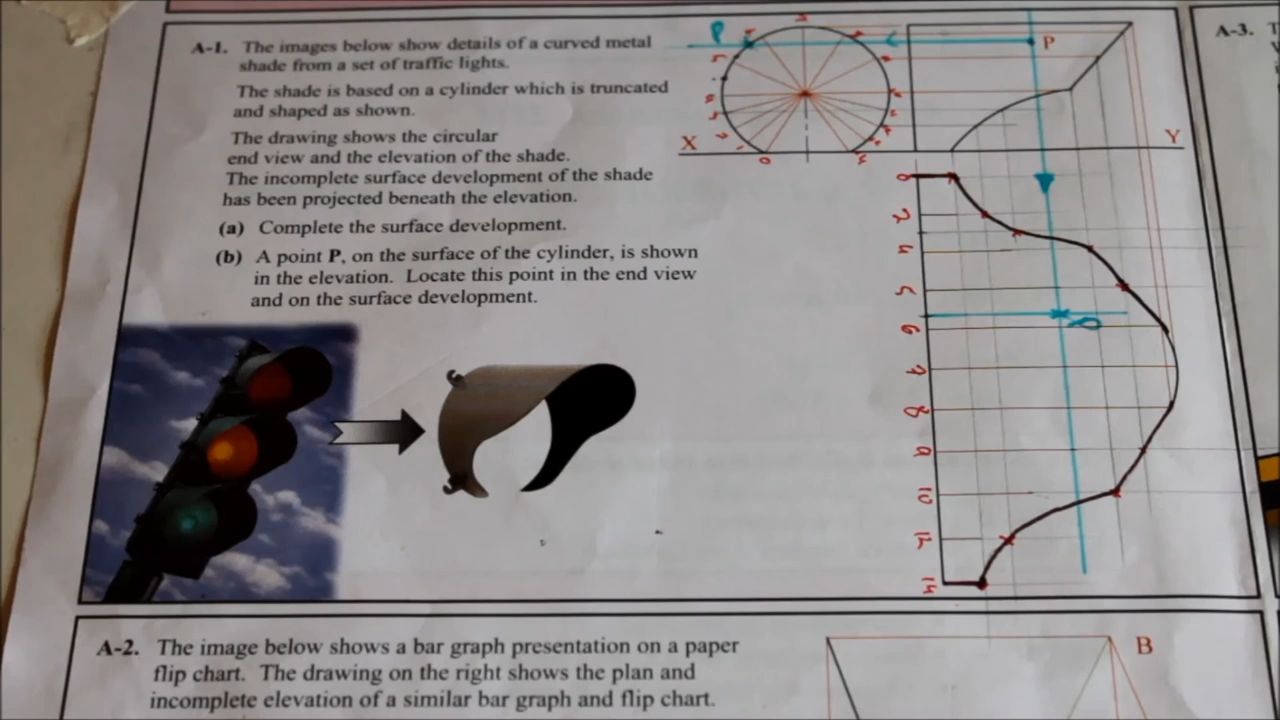 A-1. The images below show details of a curved metal
shade from a set of traffic lights.
The shade is based on a cylinder which is truncated
and shaped as shown.
The drawing shows the circular
end view and the elevation of the shade.
The incomplete surface development of the shade
has been projected beneath the elevation.
(a) Complete the surface development.
(b) A point P, on the surface of the cylinder, is shown
in the elevation. Locate this point in the end view
and on the surface development.
P
P
X
Y
0
14
0
2
4
5
6
7
8
9
10
12
14
P
A-3.
A-2. The image below shows a bar graph presentation on a paper
flip chart. The drawing on the right shows the plan and
incomplete elevation of a similar bar graph and flip chart.
B